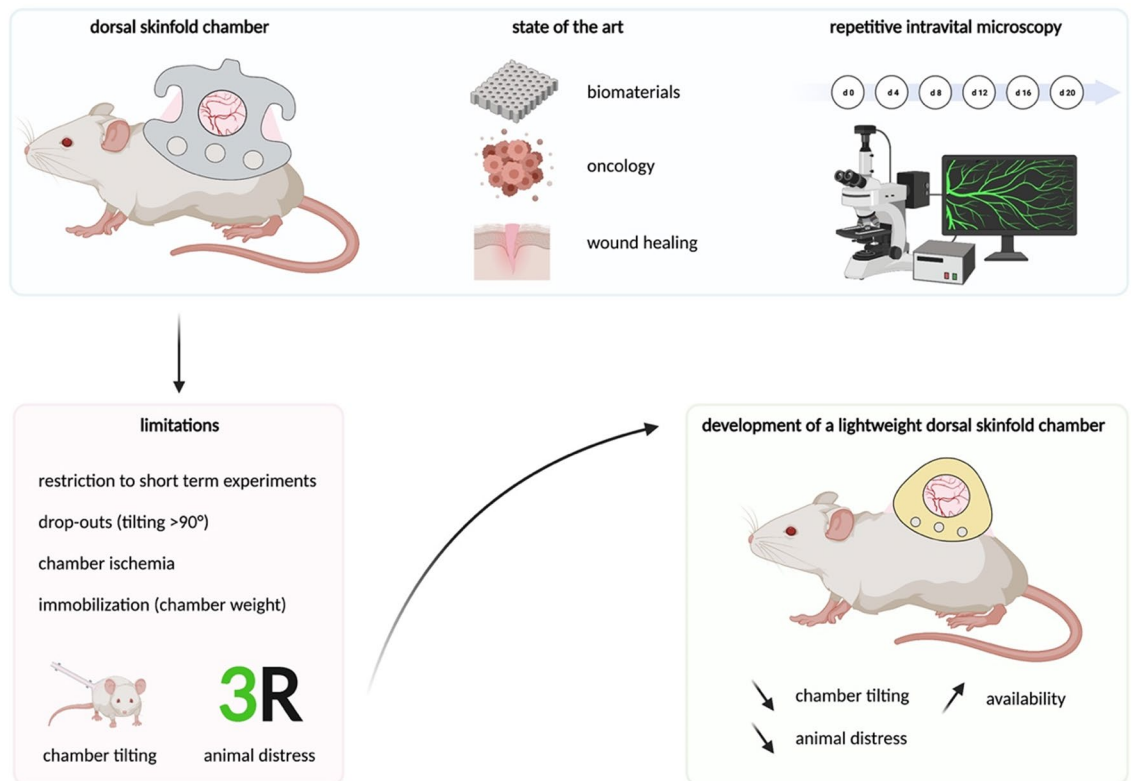 dorsal skinfold chamber
state of the art
biomaterials
oncology
wound healing
repetitive intravital microscopy
d 0 d 4 d 8 d 12 d 16 d 20
limitations
restriction to short term experiments
drop-outs (tilting >90°)
chamber ischemia
immobilization (chamber weight)
chamber tilting
3R
animal distress
development of a lightweight dorsal skinfold chamber
chamber tilting
animal distress
availability